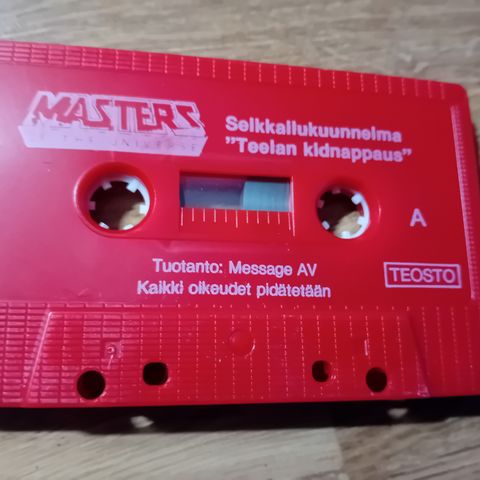 MASTERS
OF THE UNIVERSE
Seikkailukuunnelma
"Teelan kidnappaus"
A
Tuotanto: Message AV
Kaikki oikeudet pidätetään
TEOSTO